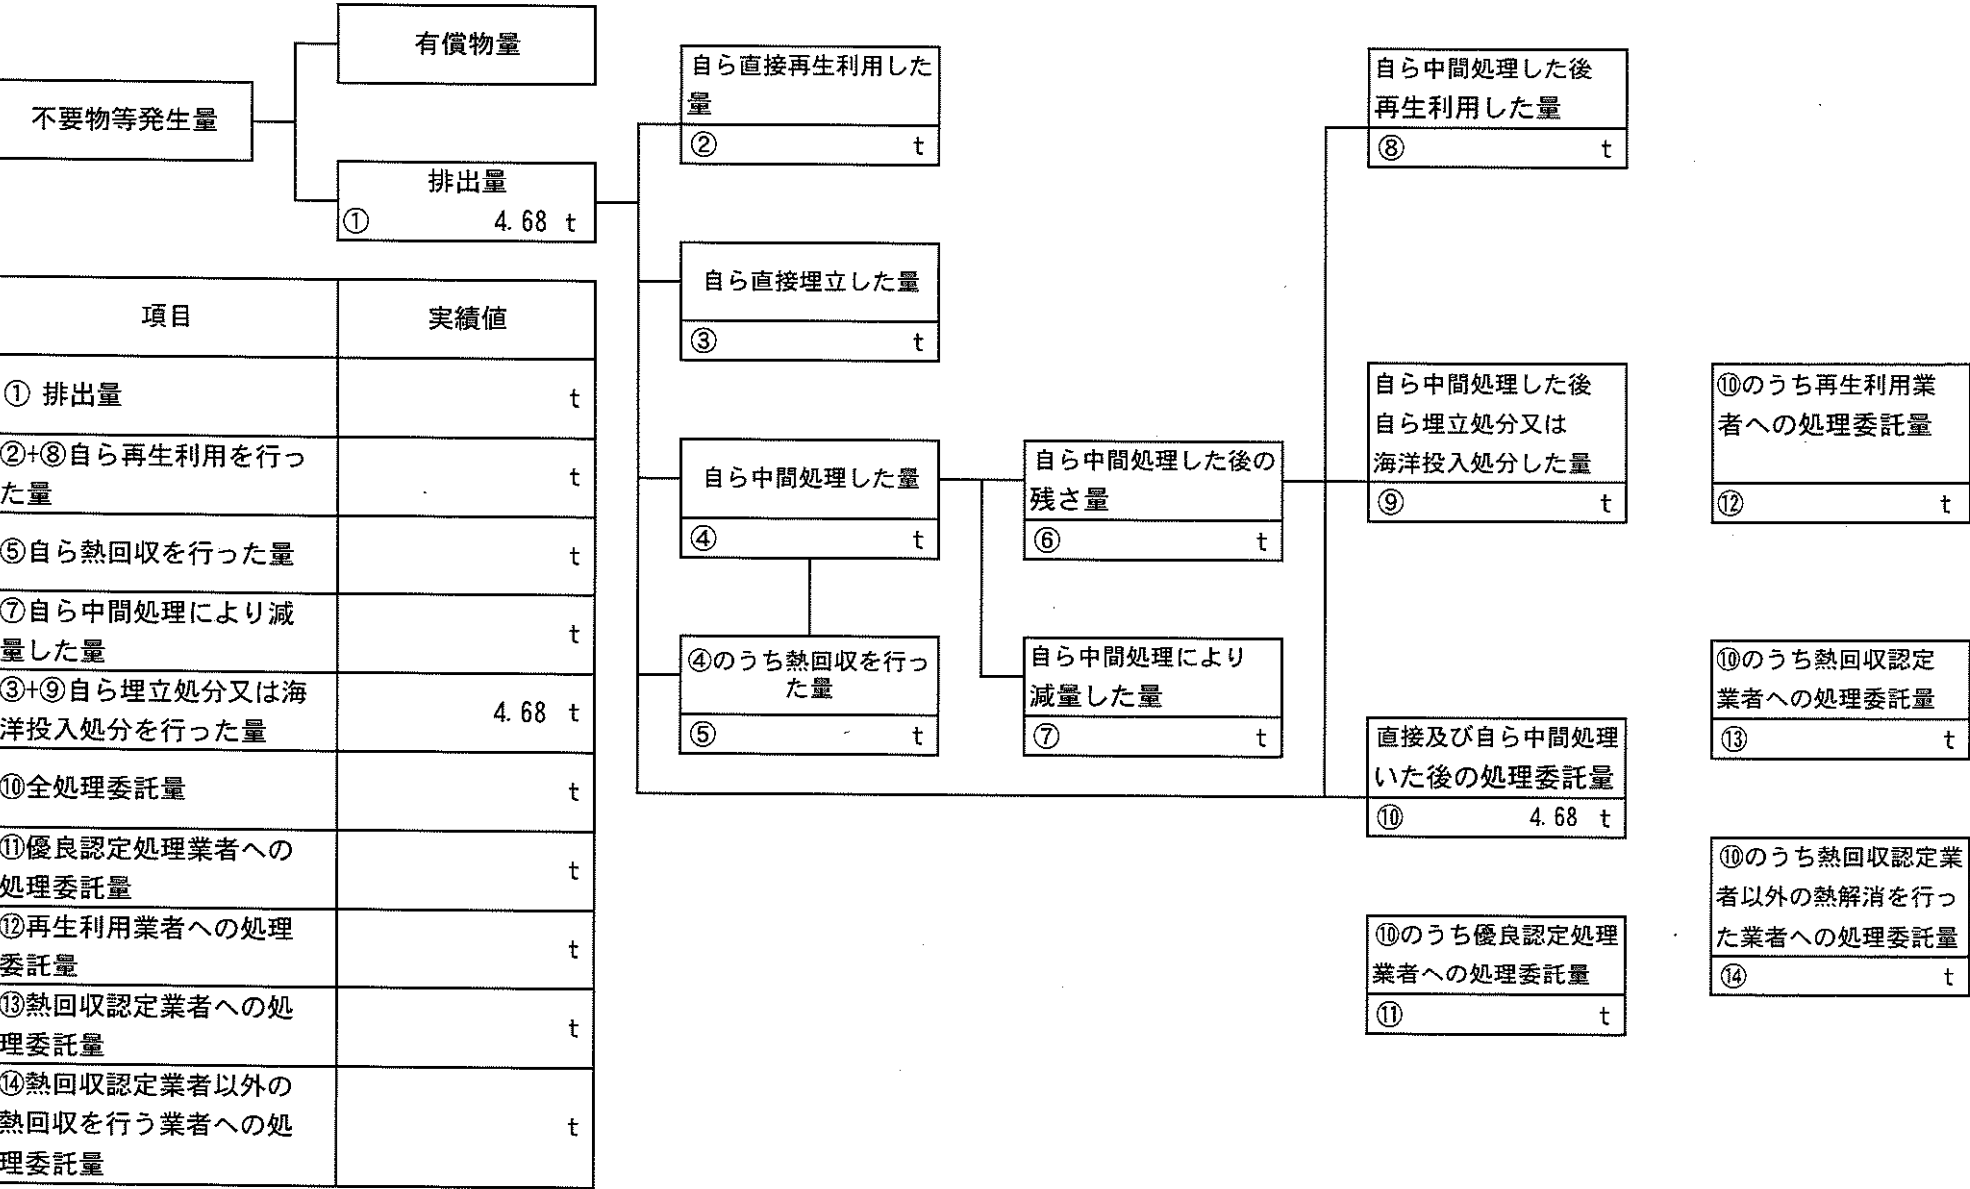 有償物量
不要物等発生量
排出量
① 4.68 t
自ら直接再生利用した
量
② t
自ら直接埋立した量
③ t
自ら中間処理した量
④ t
④のうち熱回収を行っ
た量
⑤ t
自ら中間処理した後の
残さ量
⑥ t
自ら中間処理により
減量した量
⑦ t
自ら中間処理した後
再生利用した量
⑧ t
自ら中間処理した後
自ら埋立処分又は
海洋投入処分した量
⑨ t
直接及び自ら中間処理
いた後の処理委託量
⑩ 4.68 t
⑩のうち優良認定処理
業者への処理委託量
⑪ t
⑩のうち再生利用業
者への処理委託量
⑫ t
⑩のうち熱回収認定
業者への処理委託量
⑬ t
⑩のうち熱回収認定業
者以外の熱解消を行っ
た業者への処理委託量
⑭ t
項目 実績値
① 排出量 t
②+⑧自ら再生利用を行っ
た量 t
⑤自ら熱回収を行った量 t
⑦自ら中間処理により減
量した量 t
③+⑨自ら埋立処分又は海
洋投入処分を行った量 4.68 t
⑩全処理委託量 t
⑪優良認定処理業者への
処理委託量 t
⑫再生利用業者への処理
委託量 t
⑬熱回収認定業者への処
理委託量 t
⑭熱回収認定業者以外の
熱回収を行う業者への処
理委託量 t